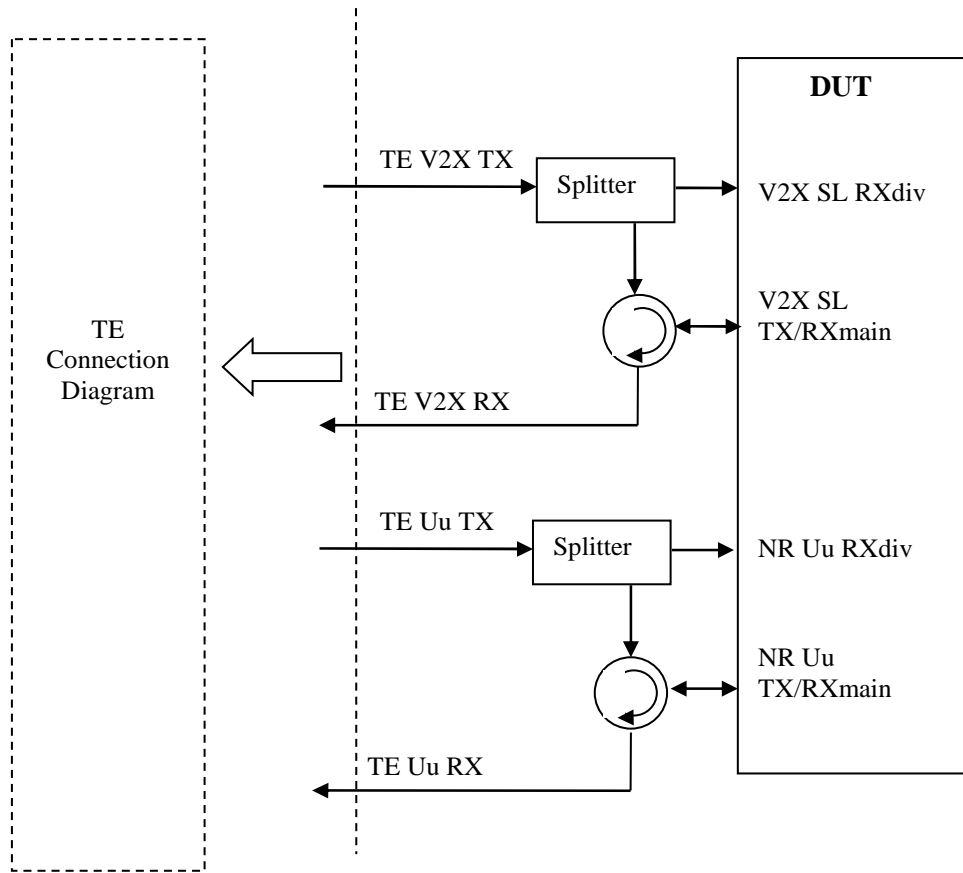 DUT
TE V2X TX
Splitter
V2X SL RXdiv
V2X SL
TX/RXmain
TE
Connection
Diagram
TE V2X RX
TE Uu TX
Splitter
NR Uu RXdiv
NR Uu
TX/RXmain
TE Uu RX